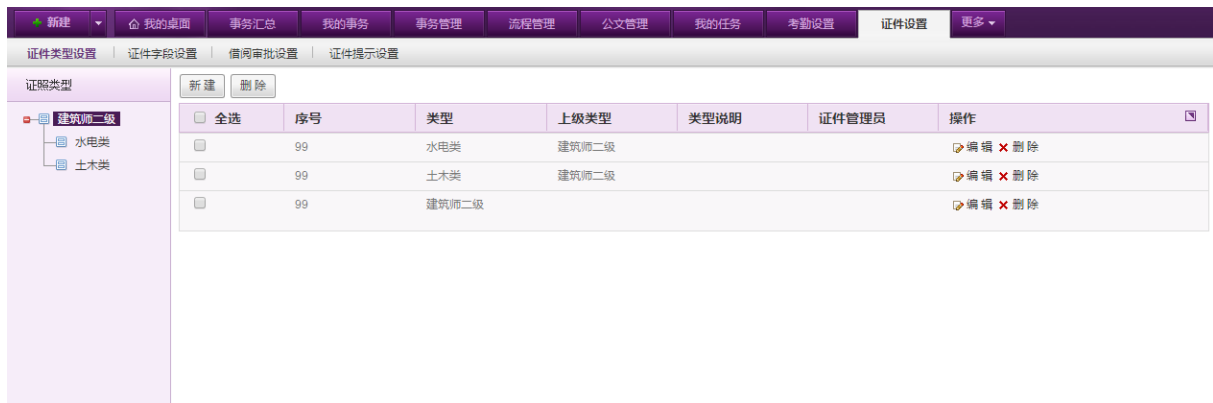 新建 我的桌面 事务汇总 我的事务 事务管理 流程管理 公文管理 我的任务 考勤设置 证件设置 更多
证件类型设置 证件字段设置 借阅审批设置 证件提示设置
证照类型
建筑师二级
水电类
土木类
新 建 删 除
全选 序号 类型 上级类型 类型说明 证件管理员 操作
99 水电类 建筑师二级 编 辑 删 除
99 土木类 建筑师二级 编 辑 删 除
99 建筑师二级 编 辑 删 除